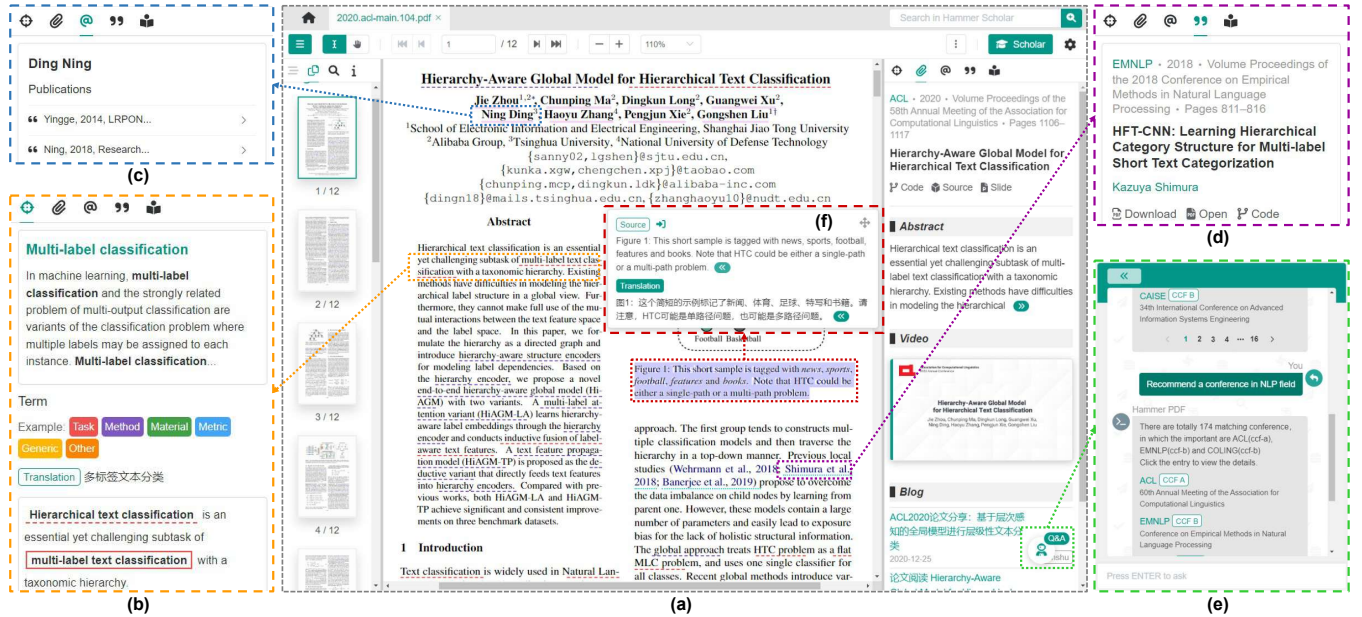 Ding Ning
Publications
Yingge, 2014, LRPON...
Ning, 2018, Research...
(c)
Multi-label classification
In machine learning, multi-label
classification and the strongly related
problem of multi-output classification are
variants of the classification problem where
multiple labels may be assigned to each
instance. Multi-label classification...
Term
Example: Task Method Material Metric
Generic Other
Translation 多标签文本分类
Hierarchical text classification is an
essential yet challenging subtask of
multi-label text classification with a
taxonomic hierarchy.
(b)
2020.acl-main.104.pdf ×
Search in Hammer Scholar
1 / 12
110%
Scholar
1 / 12
2 / 12
3 / 12
4 / 12
Hierarchy-Aware Global Model for Hierarchical Text Classification
Jie Zhou1,2*, Chunping Ma2, Dingkun Long2, Guangwei Xu2,
Ning Ding3, Haoyu Zhang4, Pengjun Xie2, Gongshen Liu1†
1School of Electronic Information and Electrical Engineering, Shanghai Jiao Tong University
2Alibaba Group, 3Tsinghua University, 4National University of Defense Technology
{sanny02,lgshen}@sjtu.edu.cn,
{kunka.xgw,chengchen.xpj}@taobao.com
{chunping.mcp,dingkun.ldk}@alibaba-inc.com
{dingn18}@mails.tsinghua.edu.cn,{zhanghaoyu10}@nudt.edu.cn
Abstract
Hierarchical text classification is an essential
yet challenging subtask of multi-label text clas-
sification with a taxonomic hierarchy. Existing
methods have difficulties in modeling the hier-
archical label structure in a global view. Fur-
thermore, they cannot make full use of the mu-
tual interactions between the text feature space
and the label space. In this paper, we for-
mulate the hierarchy as a directed graph and
introduce hierarchy-aware structure encoders
for modeling label dependencies. Based on
the hierarchy encoder, we propose a novel
end-to-end hierarchy-aware global model (Hi-
AGM) with two variants. A multi-label at-
tention variant (HiAGM-LA) learns hierarchy-
aware label embeddings through the hierarchy
encoder and conducts inductive fusion of label-
aware text features. A text feature propaga-
tion model (HiAGM-TP) is proposed as the de-
ductive variant that directly feeds text features
into hierarchy encoders. Compared with pre-
vious works, both HiAGM-LA and HiAGM-
TP achieve significant and consistent improve-
ments on three benchmark datasets.
1 Introduction
Text classification is widely used in Natural Lan-
(f)
Source
Figure 1: This short sample is tagged with news, sports, football,
features and books. Note that HTC could be either a single-path
or a multi-path problem.
Translation
图1：这个简短的示例标记了新闻、体育、足球、特写和书籍。请
注意，HTC可能是单路径问题，也可能是多路径问题。
Football Basketball
Figure 1: This short sample is tagged with news, sports,
football, features and books. Note that HTC could be
either a single-path or a multi-path problem.
approach. The first group tends to constructs mul-
tiple classification models and then traverse the
hierarchy in a top-down manner. Previous local
studies (Wehrmann et al., 2018; Shimura et al.,
2018; Banerjee et al., 2019) propose to overcome
the data imbalance on child nodes by learning from
parent one. However, these models contain a large
number of parameters and easily lead to exposure
bias for the lack of holistic structural information.
The global approach treats HTC problem as a flat
MLC problem, and uses one single classifier for
all classes. Recent global methods introduce var-
ACL • 2020 • Volume Proceedings of the
58th Annual Meeting of the Association for
Computational Linguistics • Pages 1106–
1117
Hierarchy-Aware Global Model for
Hierarchical Text Classification
Code Source Slide
Abstract
Hierarchical text classification is an
essential yet challenging subtask of multi-
label text classification with a taxonomic
hierarchy. Existing methods have difficulties
in modeling the hierarchical
Video
Hierarchy-Aware Global Model
for Hierarchical Text Classification
Jie Zhou, Chunping Ma, Dingkun Long, Guangwei Xu,
Ning Ding, Haoyu Zhang, Pengjun Xie, Gongshen Liu
Blog
ACL2020论文分享：基于层次感
知的全局模型进行层级性文本分
类
2020-12-25
Q&A
论文阅读 Hierarchy-Aware
(a)
EMNLP • 2018 • Volume Proceedings of
the 2018 Conference on Empirical
Methods in Natural Language
Processing • Pages 811–816
HFT-CNN: Learning Hierarchical
Category Structure for Multi-label
Short Text Categorization
Kazuya Shimura
Download Open Code
(d)
CAISE CCF B
34th International Conference on Advanced
Information Systems Engineering
1 2 3 4 ••• 16
You
Recommend a conference in NLP field
Hammer PDF
There are totally 174 matching conference,
in which the important are ACL(ccf-a),
EMNLP(ccf-b) and COLING(ccf-b)
Click the entry to view the details.
ACL CCF A
60th Annual Meeting of the Association for
Computational Linguistics
EMNLP CCF B
Conference on Empirical Methods in Natural
Language Processing
Press ENTER to ask
(e)